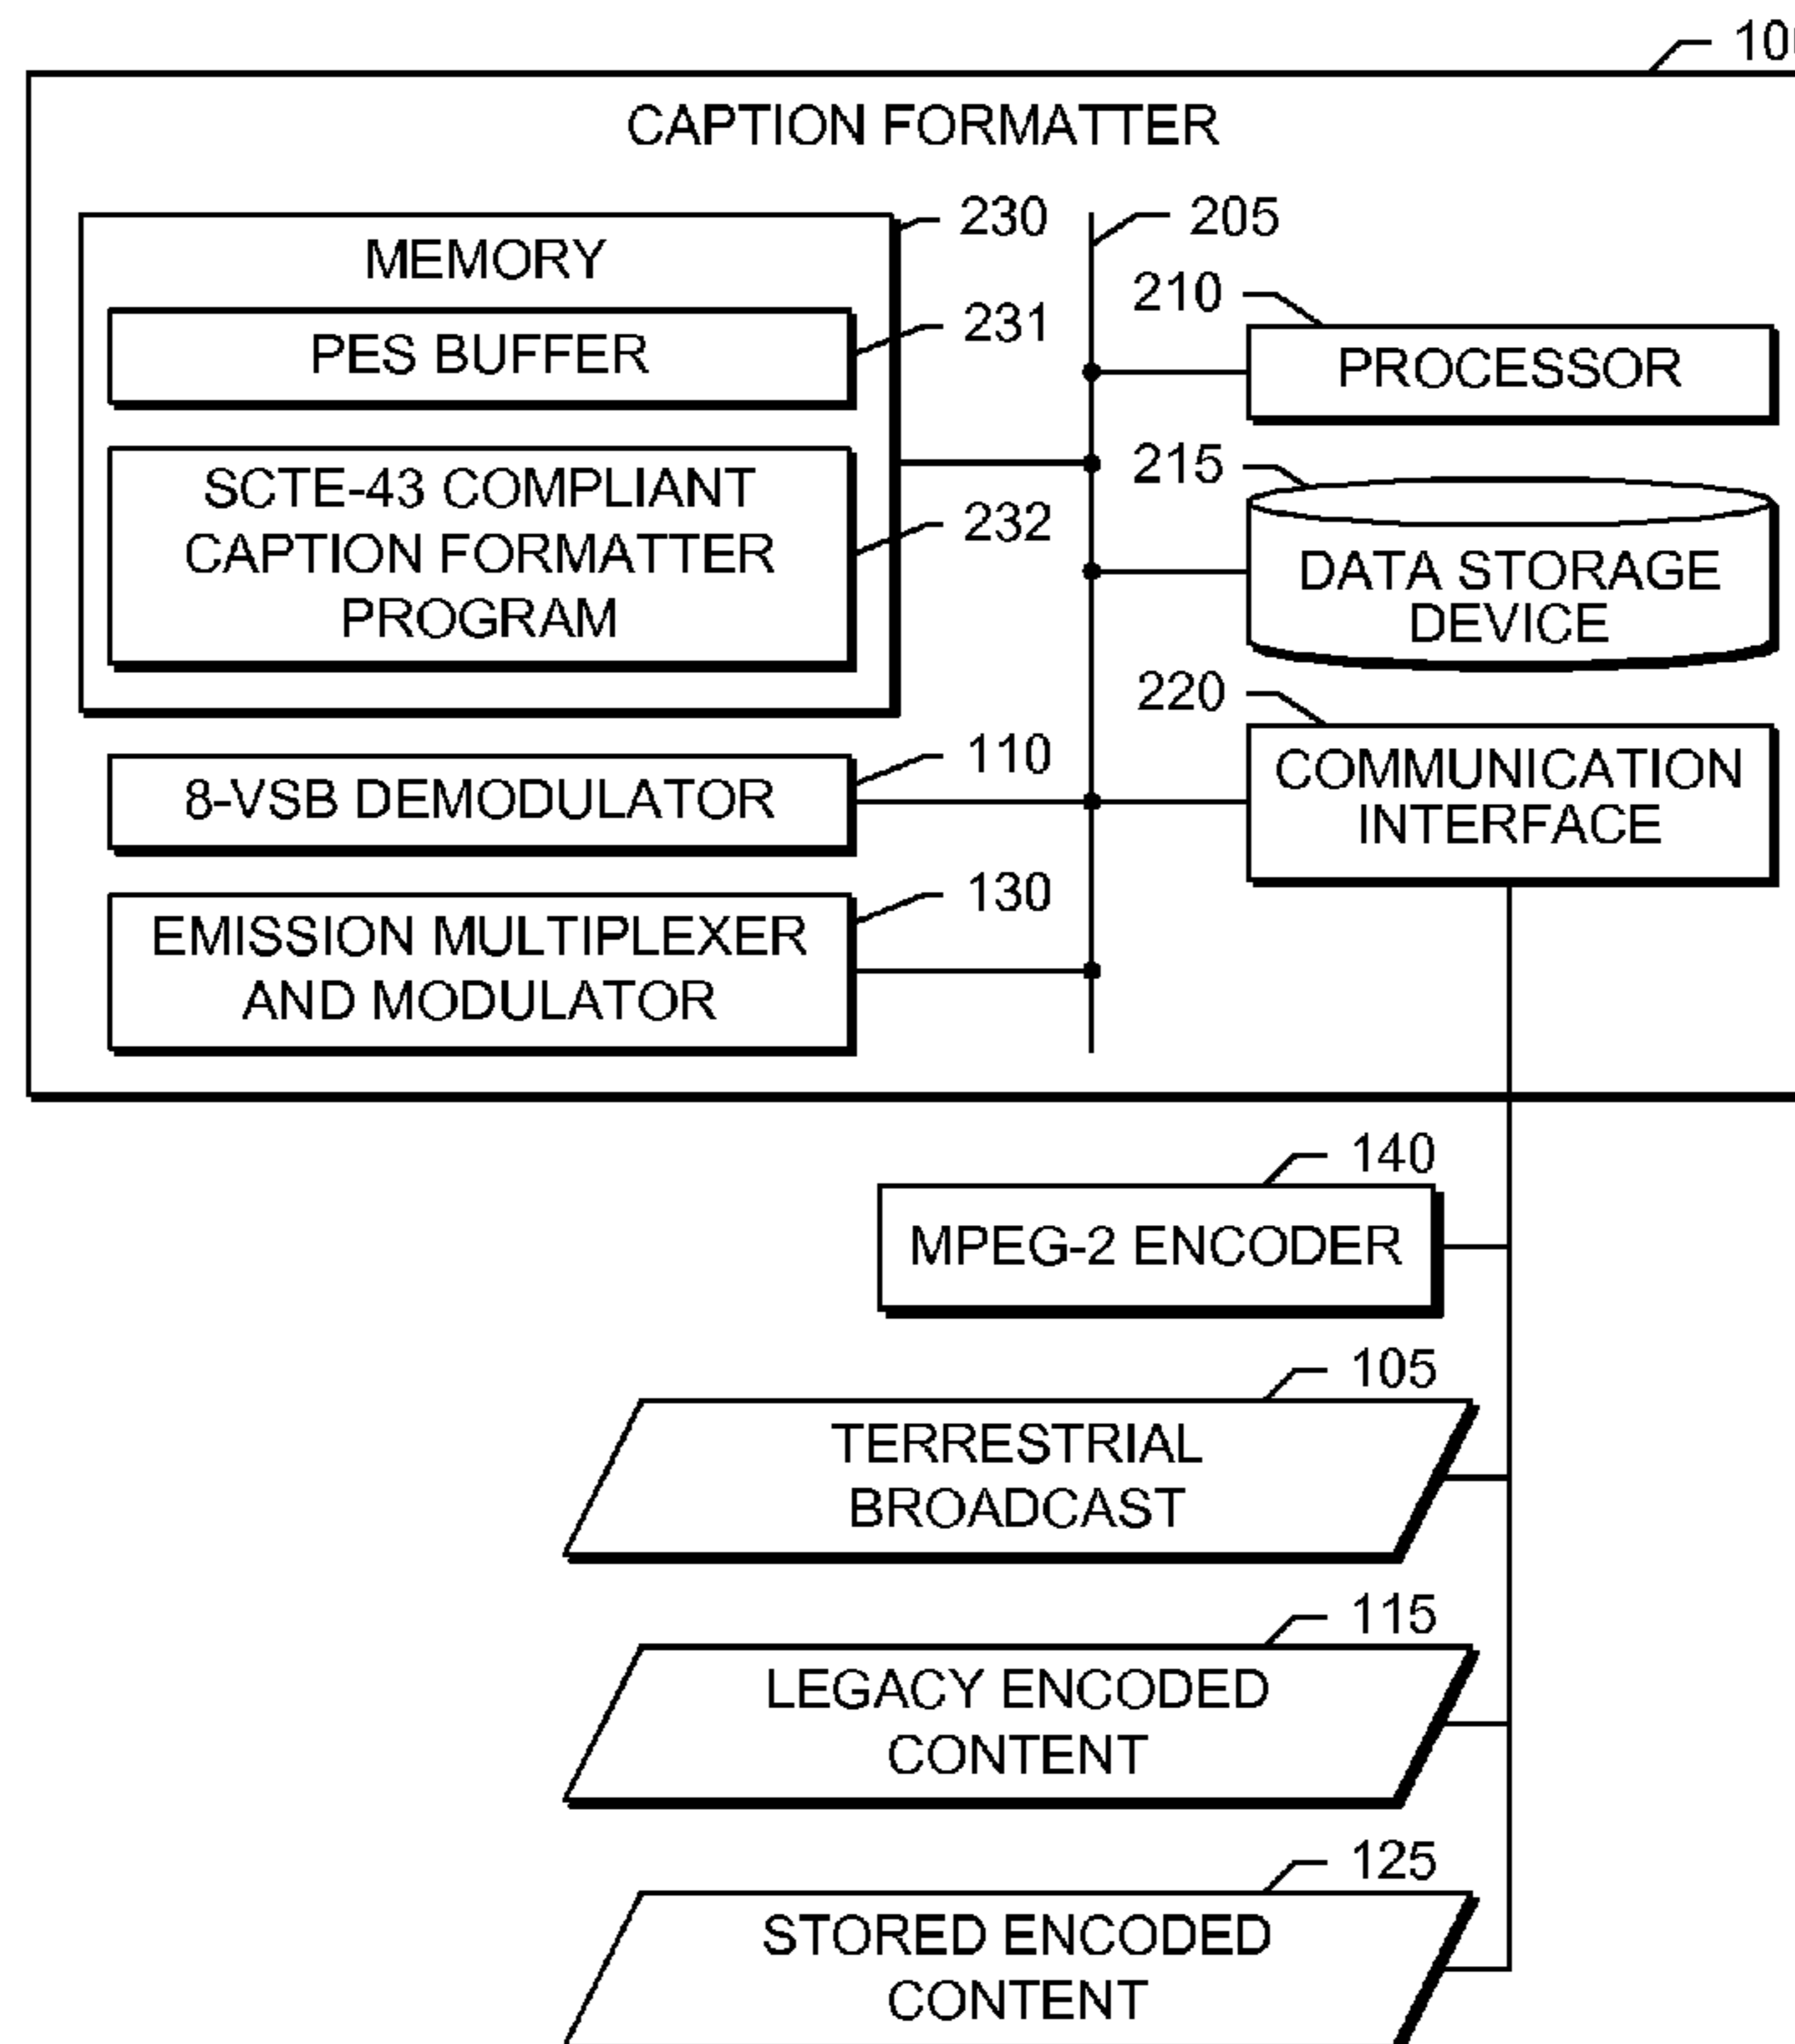 CAPTION FORMATTER
MEMORY
230
205
PES BUFFER
231
210
PROCESSOR
SCTE-43 COMPLIANT
CAPTION FORMATTER
PROGRAM
232
215
DATA STORAGE
DEVICE
220
8-VSB DEMODULATOR
110
COMMUNICATION
INTERFACE
EMISSION MULTIPLEXER
AND MODULATOR
130
140
MPEG-2 ENCODER
105
TERRESTRIAL
BROADCAST
115
LEGACY ENCODED
CONTENT
125
STORED ENCODED
CONTENT